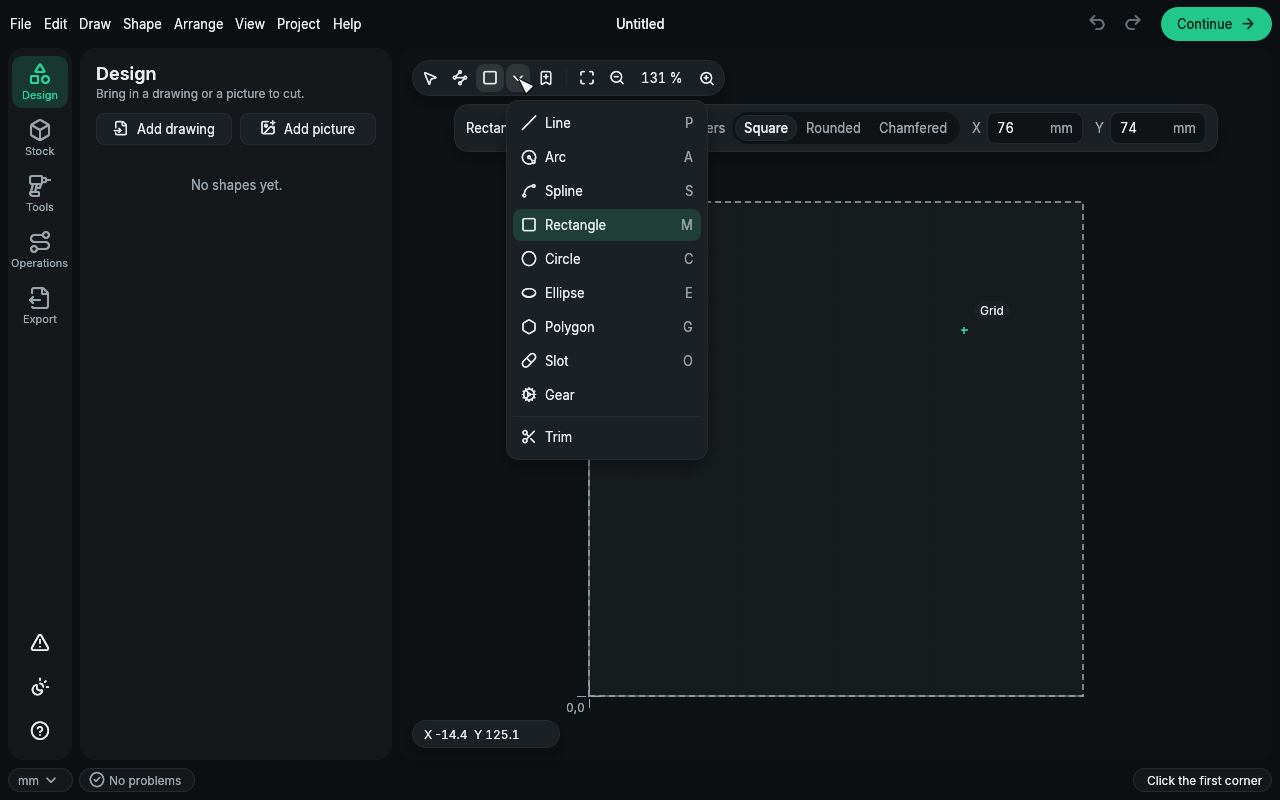 File Edit Draw Shape Arrange View Project Help
Untitled
Continue
Design
Stock
Tools
Operations
Export
Design
Bring in a drawing or a picture to cut.
Add drawing
Add picture
No shapes yet.
131 %
Square Rounded Chamfered X 76 mm Y 74 mm
Line P
Arc A
Spline S
Rectangle M
Circle C
Ellipse E
Polygon G
Slot O
Gear
Trim
Grid
0,0
X -14.4 Y 125.1
mm
No problems
Click the first corner